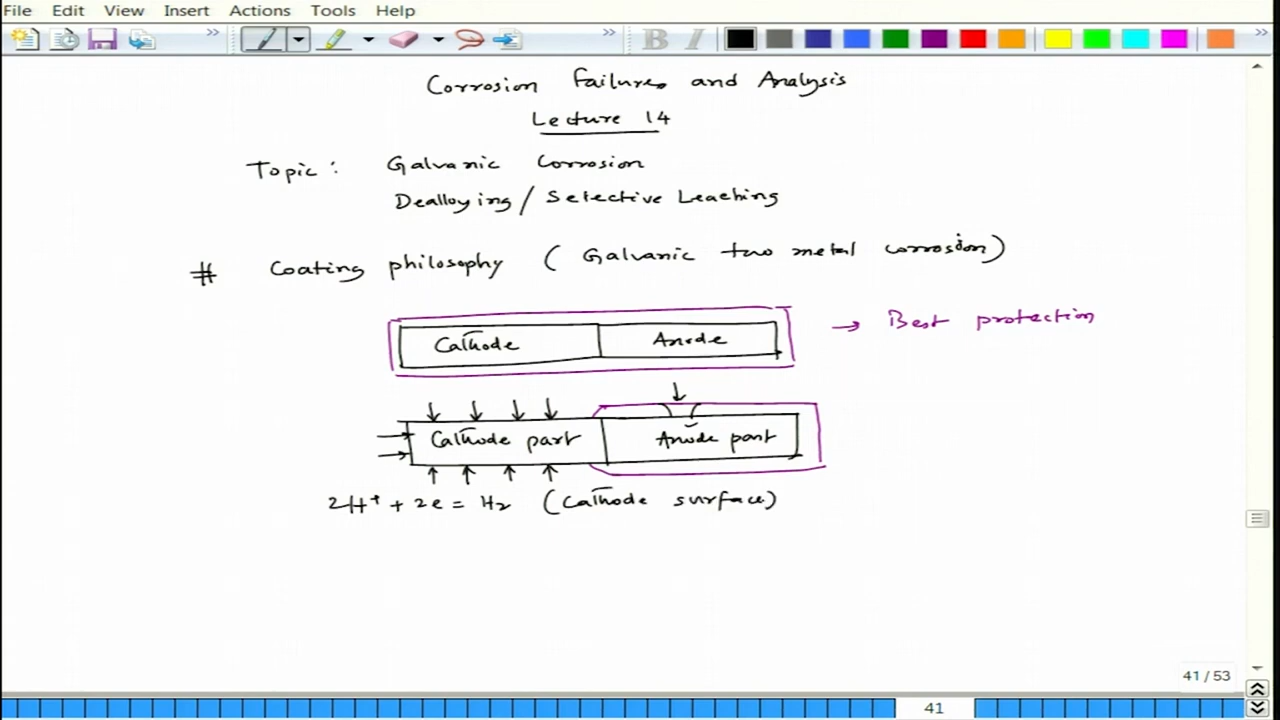 File Edit View Insert Actions Tools Help
B I
Corrosion Failures and Analysis
Lecture 14
Topic: Galvanic Corrosion
Dealloying / Selective Leaching
# Coating philosophy ( Galvanic two metal corrosion)
Cathode Anode → Best protection
Cathode part Anode part
2H+ + 2e = H2 (Cathode surface)
41 / 53
41